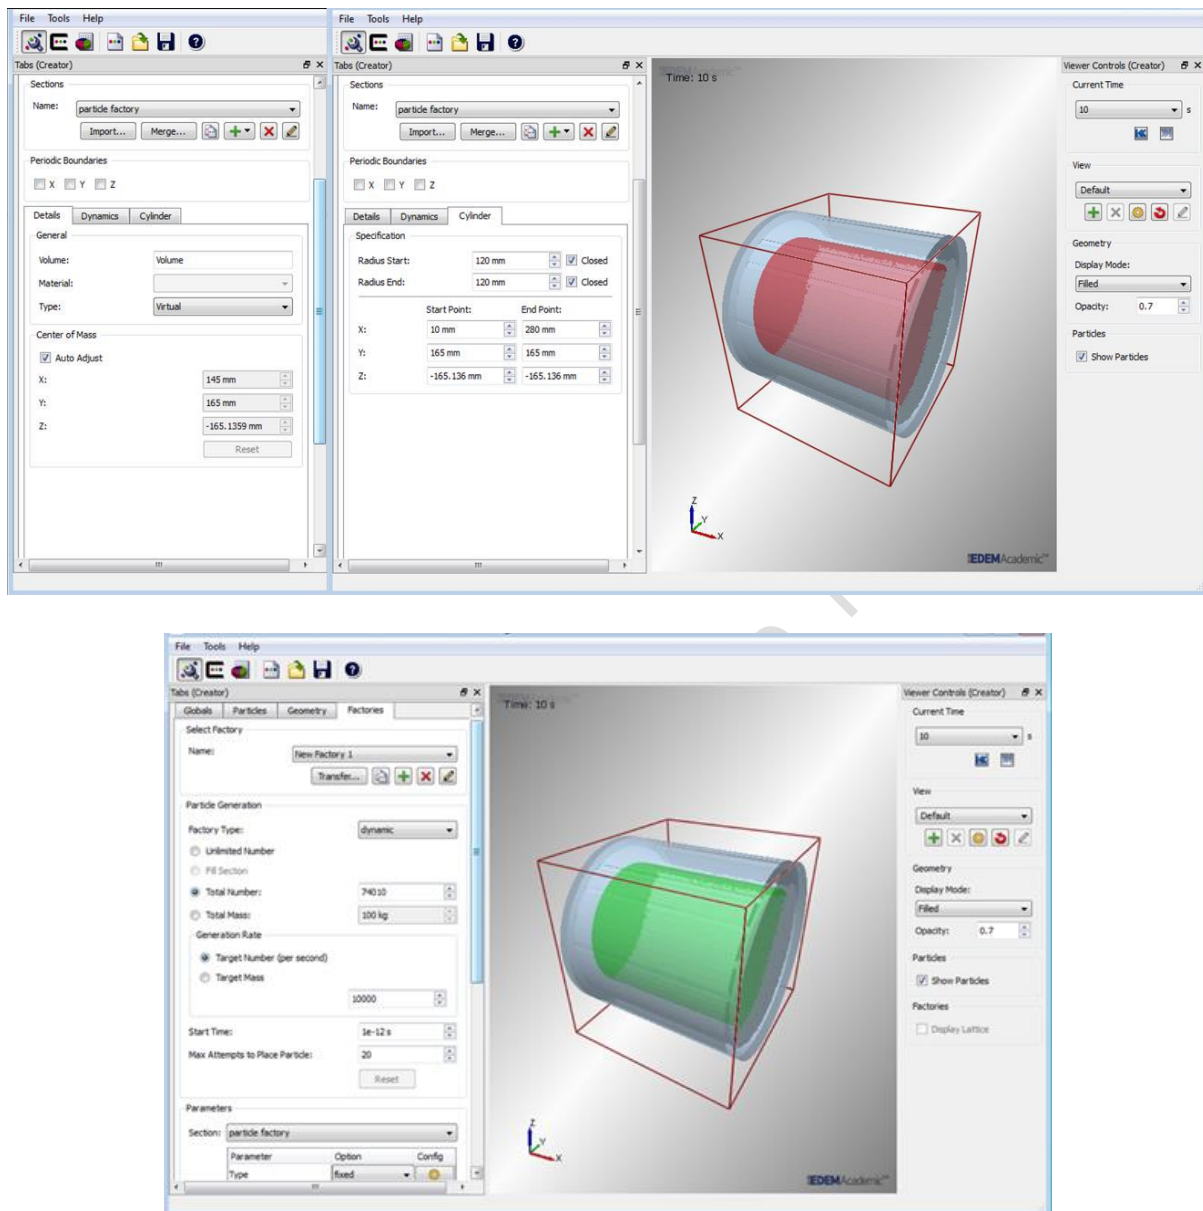 File Tools Help
Tabs (Creator)
Sections
Name: particle factory
Import... Merge...
Periodic Boundaries
X Y Z
Details Dynamics Cylinder
General
Volume: Volume
Material:
Type: Virtual
Center of Mass
Auto Adjust
X: 145 mm
Y: 165 mm
Z: -165.1359 mm
Reset
File Tools Help
Tabs (Creator)
Sections
Name: particle factory
Import... Merge...
Periodic Boundaries
X Y Z
Details Dynamics Cylinder
Specification
Radius Start: 120 mm Closed
Radius End: 120 mm Closed
Start Point: End Point:
X: 10 mm 280 mm
Y: 165 mm 165 mm
Z: -165.136 mm -165.136 mm
Time: 10 s
Z
Y
X
EDEMAcademic™
Viewer Controls (Creator)
Current Time
10 s
View
Default
Geometry
Display Mode:
Filled
Opacity: 0.7
Particles
Show Particles
File Tools Help
Tabs (Creator)
Globals Particles Geometry Factories
Select Factory
Name: New Factory 1
Transfer...
Particle Generation
Factory Type: dynamic
Unlimited Number
Fill Section
Total Number: 74010
Total Mass: 100 kg
Generation Rate
Target Number (per second)
Target Mass
10000
Start Time: 1e-12 s
Max Attempts to Place Particle: 20
Reset
Parameters
Section: particle factory
Parameter Option Config
Type fixed
Time: 10 s
Z
Y
X
EDEMAcademic™
Viewer Controls (Creator)
Current Time
10 s
View
Default
Geometry
Display Mode:
Filled
Opacity: 0.7
Particles
Show Particles
Factories
Display Lattice